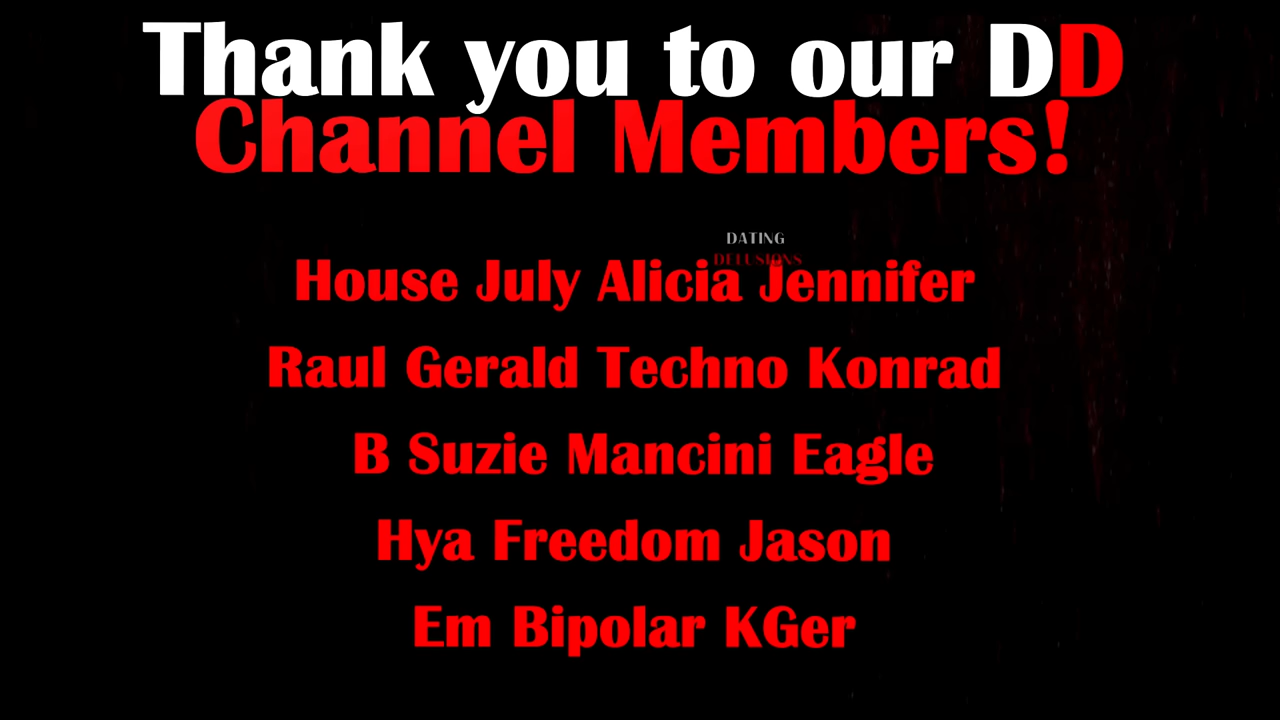 Thank you to our DD
Channel Members!
DATING
DELUSIONS
House July Alicia Jennifer
Raul Gerald Techno Konrad
B Suzie Mancini Eagle
Hya Freedom Jason
Em Bipolar KGer